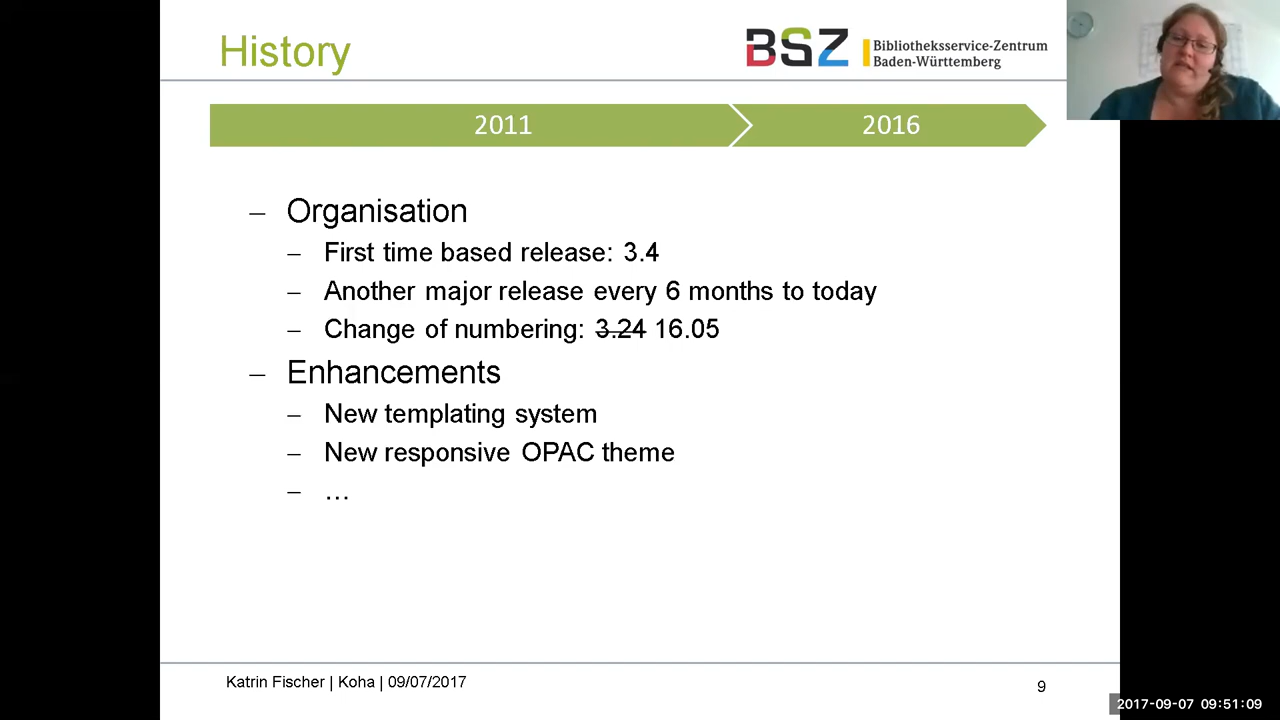 History
BSZ
Bibliotheksservice-Zentrum
Baden-Württemberg
2011
2016
– Organisation
– First time based release: 3.4
– Another major release every 6 months to today
– Change of numbering: 3.24 16.05
– Enhancements
– New templating system
– New responsive OPAC theme
– …
Katrin Fischer | Koha | 09/07/2017
9
2017-09-07 09:51:09